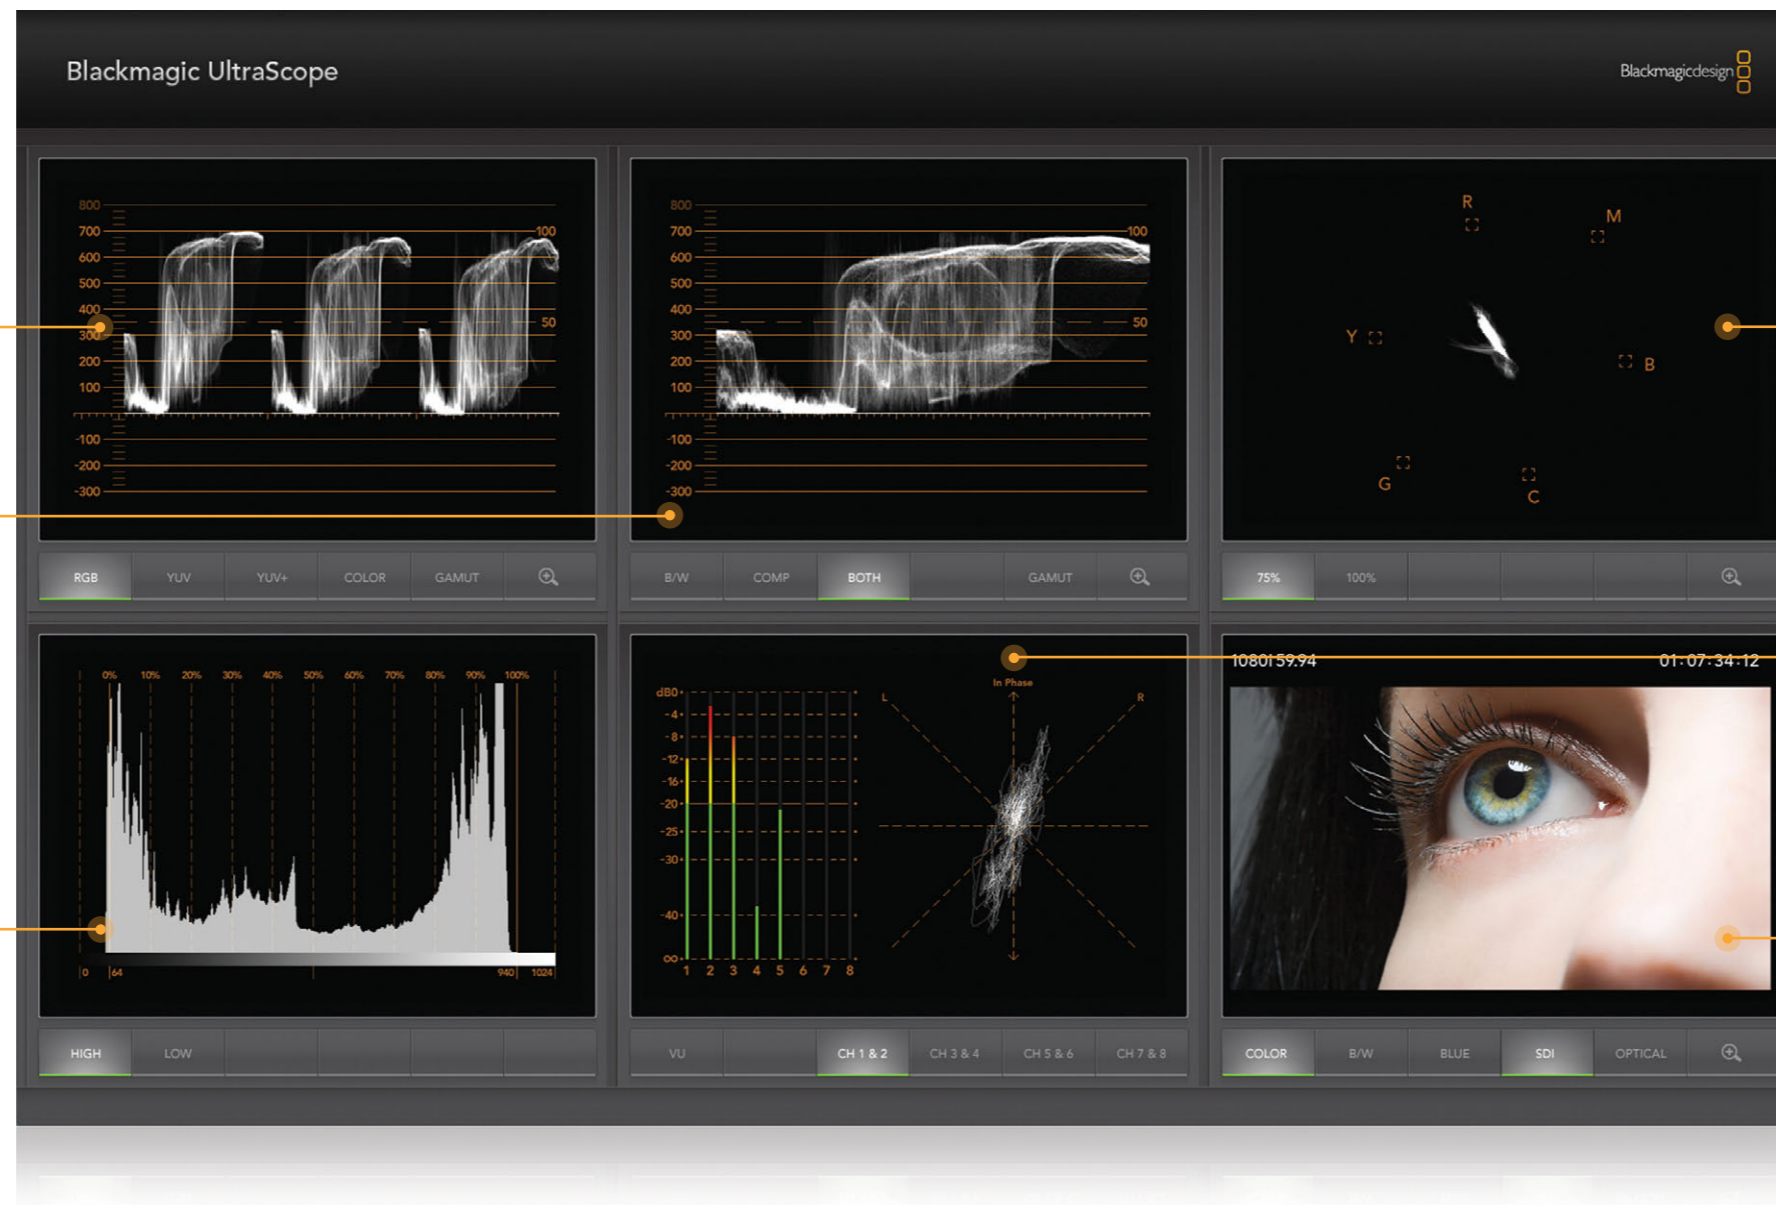 Blackmagic UltraScope
Blackmagicdesign
800
700
600
500
400
300
200
100
-100
-200
-300
100
50
RGB YUV YUV+ COLOR GAMUT
800
700
600
500
400
300
200
100
-100
-200
-300
100
50
B/W COMP BOTH GAMUT
R
M
Y
B
G
C
75% 100%
0% 10% 20% 30% 40% 50% 60% 70% 80% 90% 100%
0 64 940 1024
HIGH LOW
In Phase
L R
dB0
-4
-8
-12
-16
-20
-25
-30
-40
∞
1 2 3 4 5 6 7 8
VU CH 1 & 2 CH 3 & 4 CH 5 & 6 CH 7 & 8
1080i 59.94 01:07:34:12
COLOR B/W BLUE SDI OPTICAL